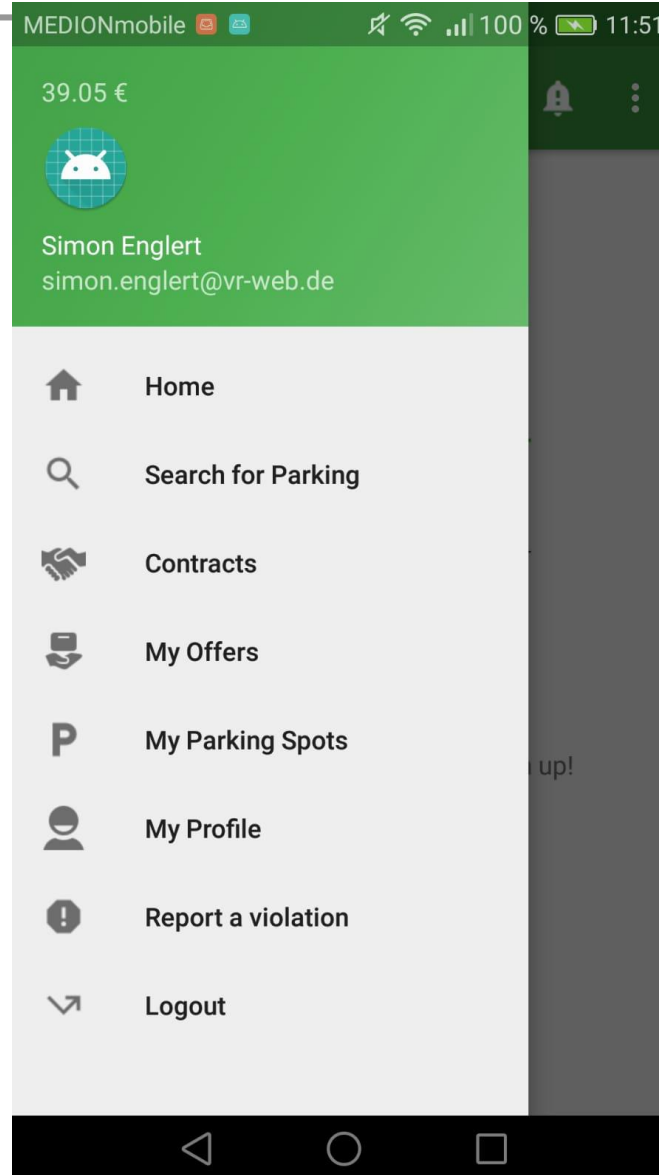 MEDIONmobile 100 % 11:51
39.05 €
Simon Englert
simon.englert@vr-web.de
Home
Search for Parking
Contracts
My Offers
P My Parking Spots
up!
My Profile
Report a violation
Logout